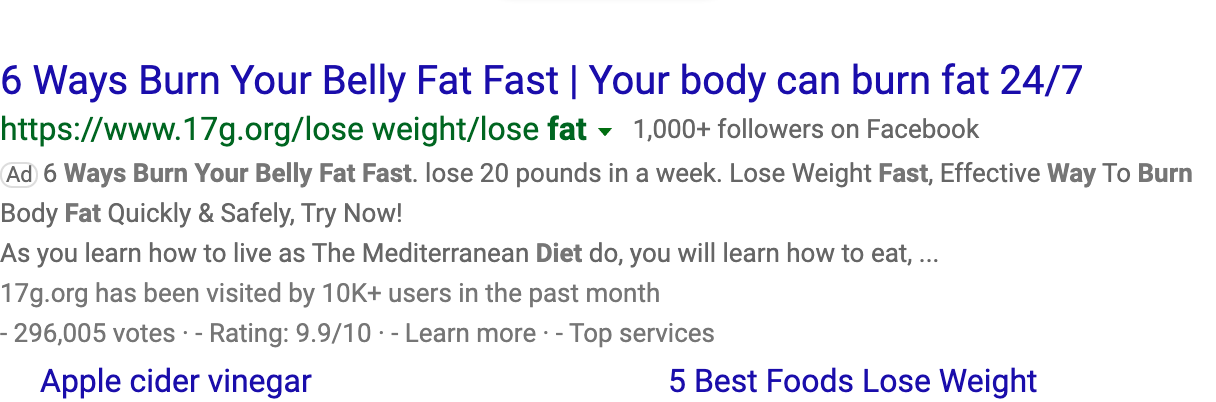 6 Ways Burn Your Belly Fat Fast | Your body can burn fat 24/7
https://www.17g.org/lose weight/lose fat 1,000+ followers on Facebook
Ad 6 Ways Burn Your Belly Fat Fast. lose 20 pounds in a week. Lose Weight Fast, Effective Way To Burn
Body Fat Quickly & Safely, Try Now!
As you learn how to live as The Mediterranean Diet do, you will learn how to eat, ...
17g.org has been visited by 10K+ users in the past month
- 296,005 votes · - Rating: 9.9/10 · - Learn more · - Top services
Apple cider vinegar 5 Best Foods Lose Weight